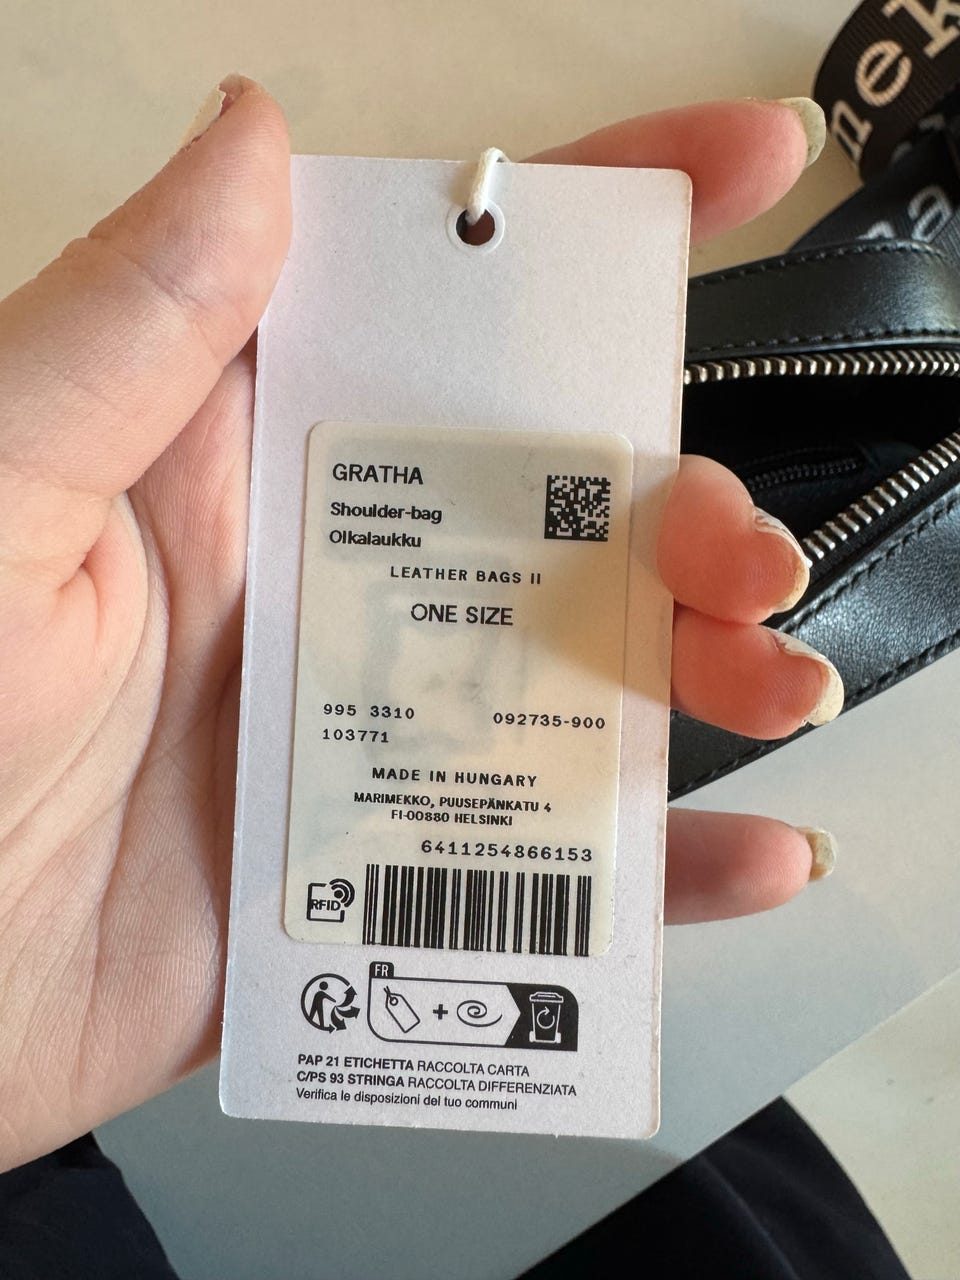 nek
GRATHA
Shoulder-bag
Olkalaukku
LEATHER BAGS II
ONE SIZE
995 3310 092735-900
103771
MADE IN HUNGARY
MARIMEKKO, PUUSEPÄNKATU 4
FI-00880 HELSINKI
6411254866153
RFID
FR
PAP 21 ETICHETTA RACCOLTA CARTA
C/PS 93 STRINGA RACCOLTA DIFFERENZIATA
Verifica le disposizioni del tuo communi